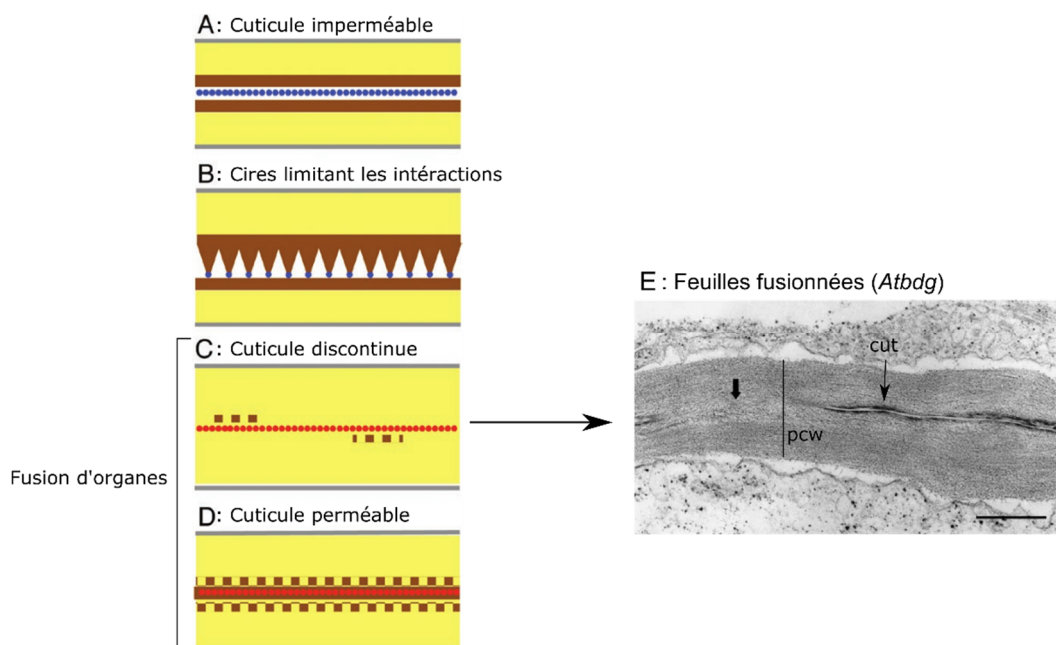 A: Cuticule imperméable
B: Cires limitant les intéractions
C: Cuticule discontinue
Fusion d'organes
D: Cuticule perméable
E : Feuilles fusionnées (Atbdg)
cut
pcw